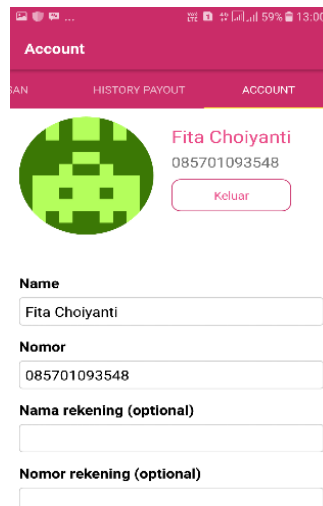 ... 59% 13:00
Account
AN HISTORY PAYOUT ACCOUNT
Fita Choiyanti
085701093548
Keluar
Name
Fita Choiyanti
Nomor
085701093548
Nama rekening (optional)
Nomor rekening (optional)